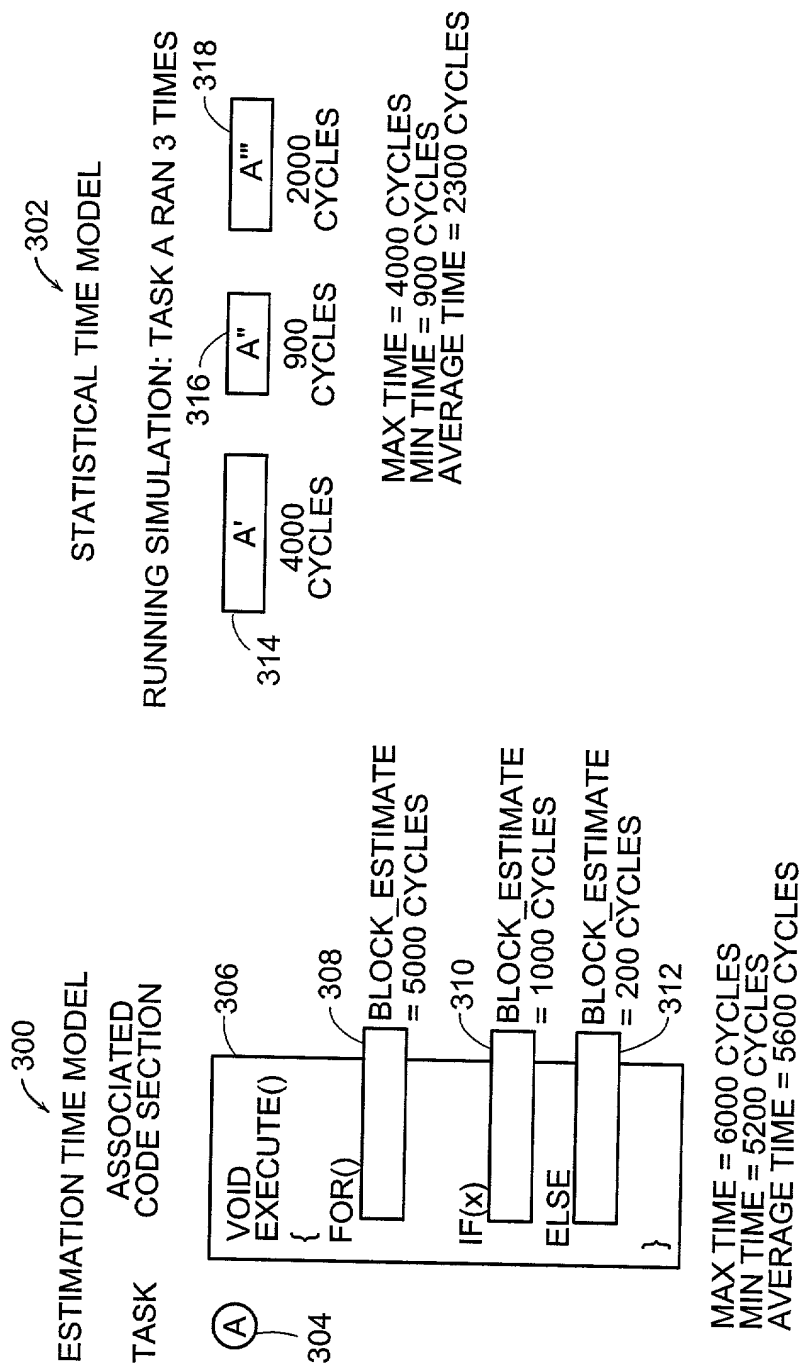 ESTIMATION TIME MODEL
300
TASK
ASSOCIATED
CODE SECTION
A
304
306
VOID
EXECUTE()
{
FOR()
308
BLOCK_ESTIMATE
= 5000 CYCLES
IF(x)
310
BLOCK_ESTIMATE
= 1000 CYCLES
ELSE
BLOCK_ESTIMATE
= 200 CYCLES
312
}
MAX TIME = 6000 CYCLES
MIN TIME = 5200 CYCLES
AVERAGE TIME = 5600 CYCLES
302
STATISTICAL TIME MODEL
RUNNING SIMULATION: TASK A RAN 3 TIMES
314
A'
4000
CYCLES
316
A"
900
CYCLES
318
A'''
2000
CYCLES
MAX TIME = 4000 CYCLES
MIN TIME = 900 CYCLES
AVERAGE TIME = 2300 CYCLES